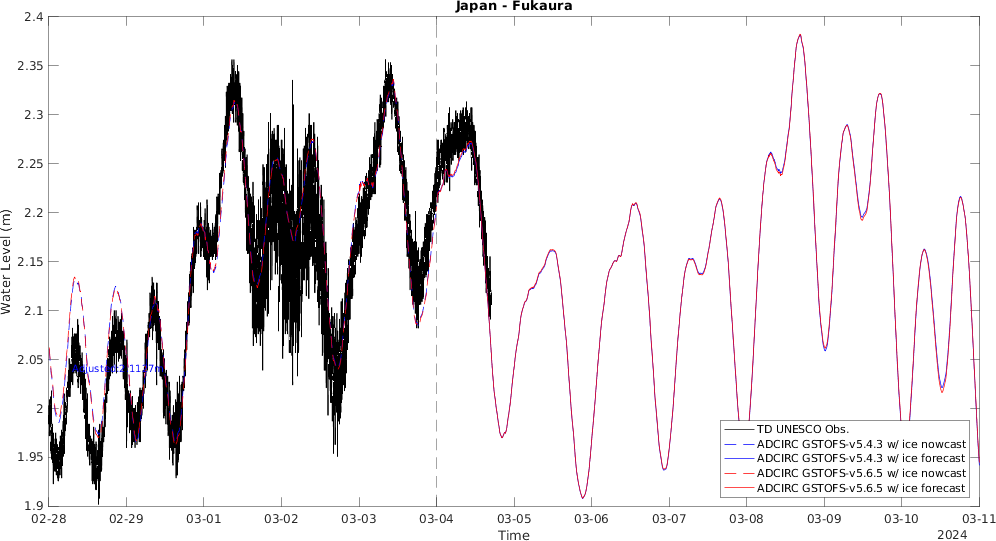 Japan - Fukaura
2.4
2.35
2.3
2.25
2.2
2.15
2.1
2.05
2
1.95
1.9
Water Level (m)
TD UNESCO Obs.
ADCIRC GSTOFS-v5.4.3 w/ ice nowcast
ADCIRC GSTOFS-v5.4.3 w/ ice forecast
ADCIRC GSTOFS-v5.6.5 w/ ice nowcast
ADCIRC GSTOFS-v5.6.5 w/ ice forecast
02-28 02-29 03-01 03-02 03-03 03-04 03-05 03-06 03-07 03-08 03-09 03-10 03-11
Time
2024